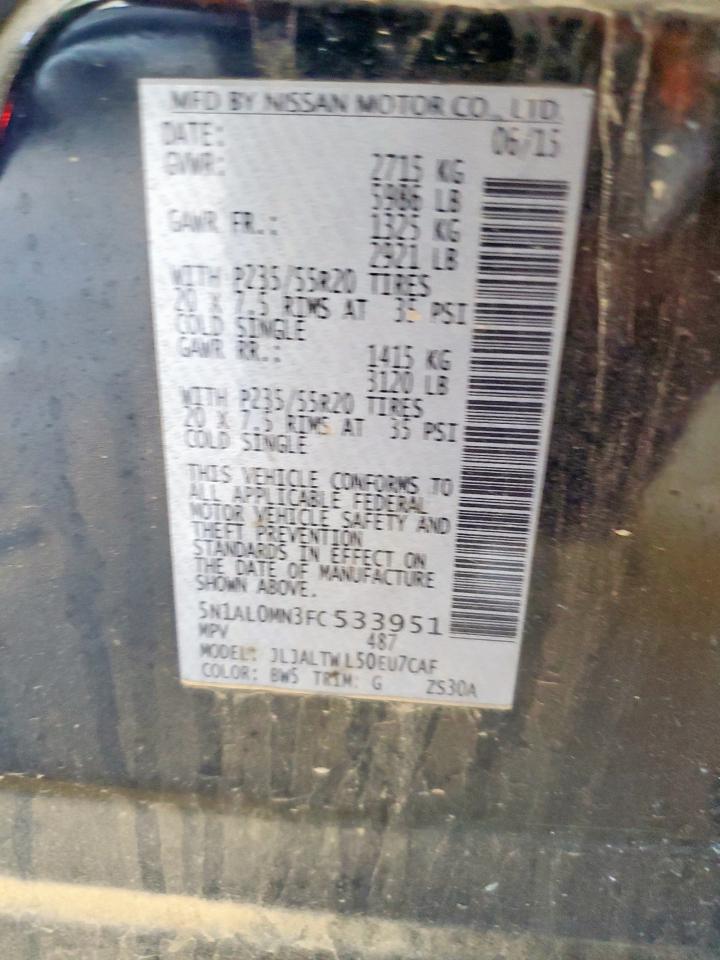 MFD BY NISSAN MOTOR CO., LTD.
DATE: 06/15
GVWR: 2715 KG
5986 LB
GAWR FR.: 1325 KG
2921 LB
WITH P235/55R20 TIRES
20 X 7.5 RIMS AT 35 PSI
COLD SINGLE
GAWR RR.: 1415 KG
3120 LB
WITH P235/55R20 TIRES
20 X 7.5 RIMS AT 35 PSI
COLD SINGLE
THIS VEHICLE CONFORMS TO
ALL APPLICABLE FEDERAL
MOTOR VEHICLE SAFETY AND
THEFT PREVENTION
STANDARDS IN EFFECT ON
THE DATE OF MANUFACTURE
SHOWN ABOVE.
5N1AL0MN3FC533951
MPV 487
MODEL: JLJALTWL50EU7CAF
COLOR: BW5 TRIM: G ZS30A